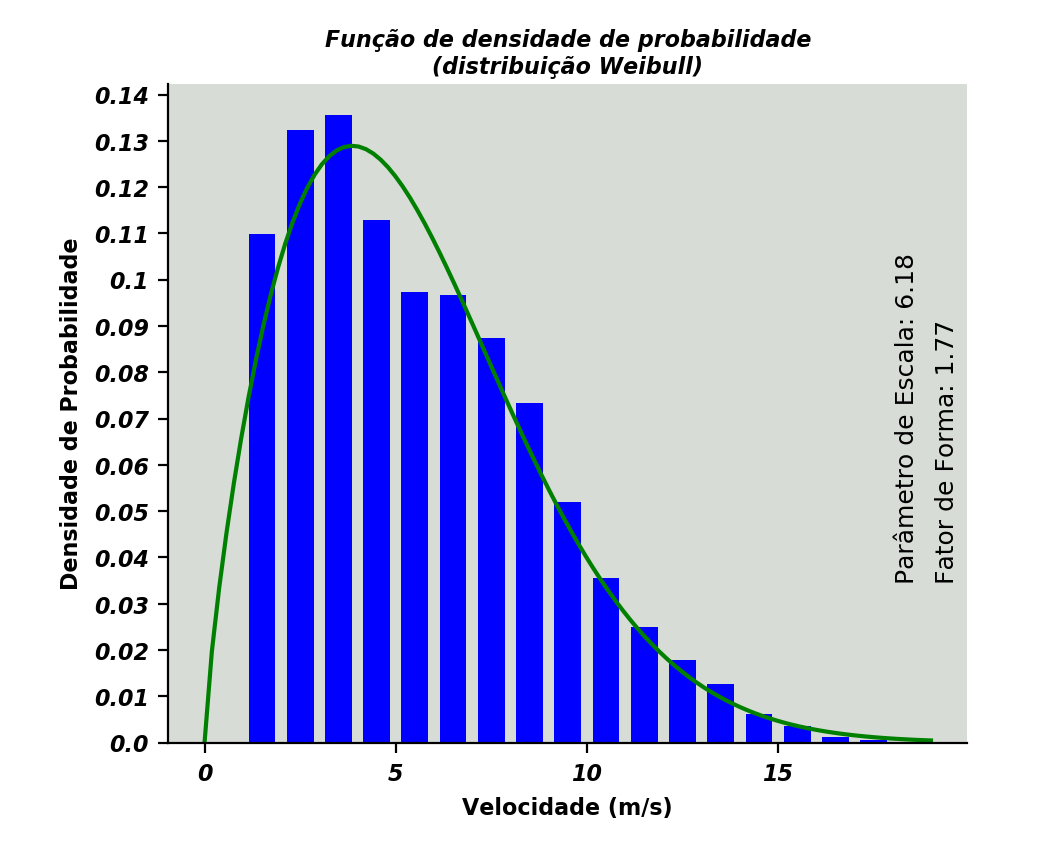 Função de densidade de probabilidade
(distribuição Weibull)
0.14
0.13
0.12
0.11
0.1
0.09
0.08
0.07
0.06
0.05
0.04
0.03
0.02
0.01
0.0
Densidade de Probabilidade
0 5 10 15
Velocidade (m/s)
Parâmetro de Escala: 6.18
Fator de Forma: 1.77